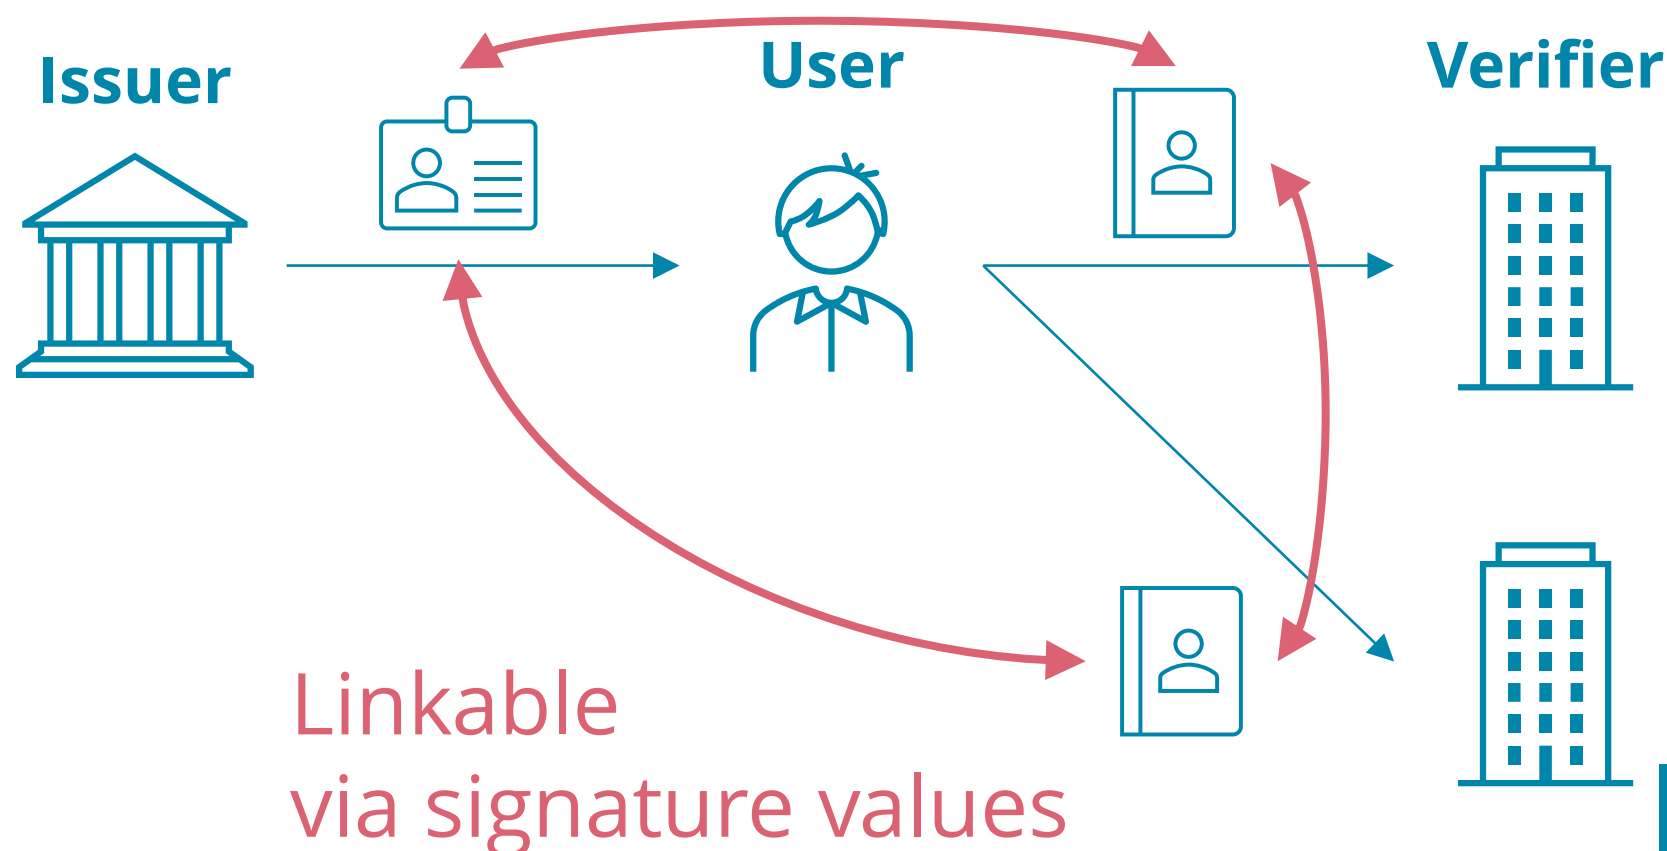 Issuer
User
Verifier
Linkable
via signature values